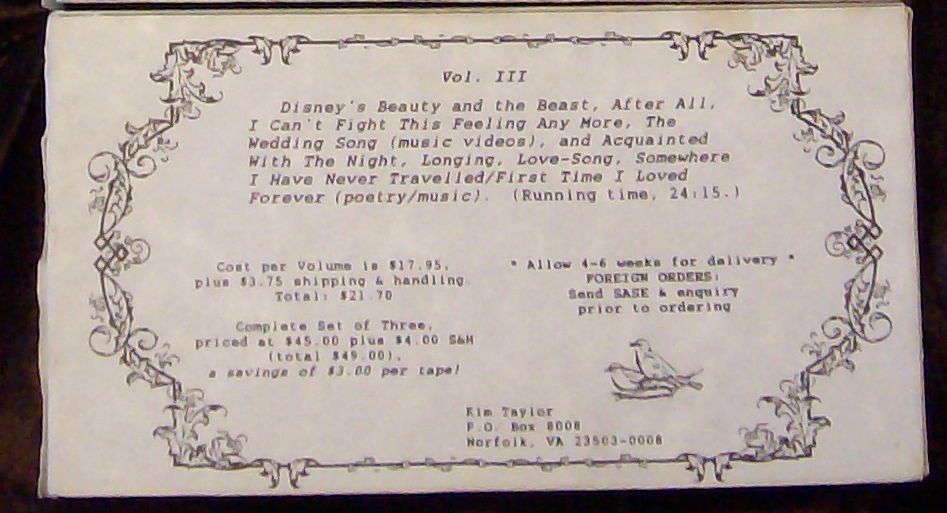 Vol. III
Disney's Beauty and the Beast, After All,
I Can't Fight This Feeling Any More, The
Wedding Song (music videos), and Acquainted
With The Night, Longing, Love-Song, Somewhere
I Have Never Travelled/First Time I Loved
Forever (poetry/music). (Running time, 24:15.)
Cost per Volume is $17.95,
plus $3.75 shipping & handling
Total: $21.70
Complete Set of Three,
priced at $45.00 plus $4.00 S&H
(total $49.00),
a savings of $3.00 per tape!
* Allow 4-6 weeks for delivery *
FOREIGN ORDERS:
Send SASE & enquiry
prior to ordering
Kim Taylor
P.O. Box 8008
Norfolk, VA 23503-0008